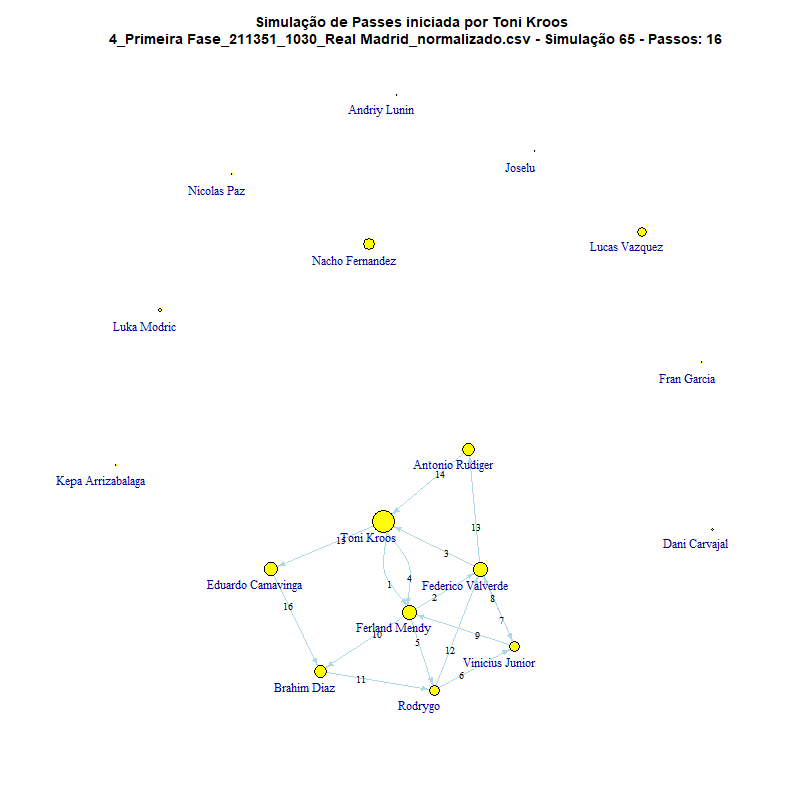 Simulação de Passes iniciada por Toni Kroos
4_Primeira Fase_211351_1030_Real Madrid_normalizado.csv - Simulação 65 - Passos: 16
Andriy Lunin
Joselu
Nicolas Paz
Lucas Vazquez
Nacho Fernandez
Luka Modric
Fran Garcia
Antonio Rudiger
14
Kepa Arrizabalaga
13
Toni Kroos
15
Dani Carvajal
3
4
1
Eduardo Camavinga
Federico Valverde
2
8
16
7
Ferland Mendy
10
9
5
12
Vinicius Junior
6
11
Brahim Diaz
Rodrygo